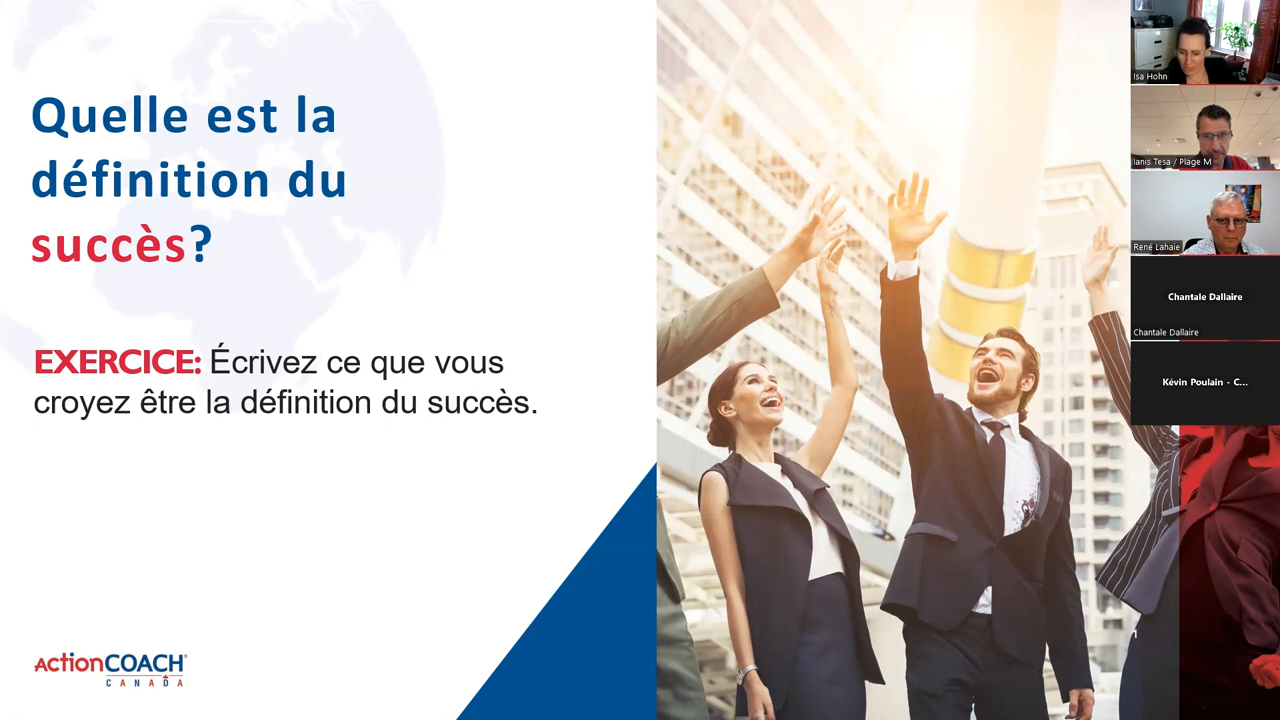 Quelle est la
définition du
succès?
EXERCICE: Écrivez ce que vous
croyez être la définition du succès.
ActionCOACH®
CANADA
Isa Hohn
Ianis Tesa / Plage M
René Lahaie
Chantale Dallaire
Chantale Dallaire
Kévin Poulain - C...
1